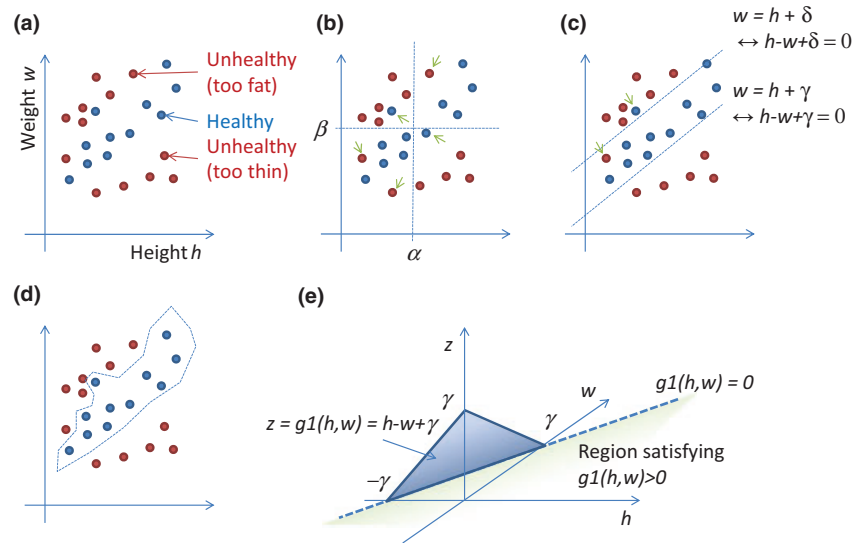 (a)
Weight w
Unhealthy
(too fat)
Healthy
Unhealthy
(too thin)
Height h
(b)
β
α
(c)
w = h + δ
↔ h-w+δ = 0
w = h + γ
↔ h-w+γ = 0
(d)
(e)
z
w
g1(h,w) = 0
γ
γ
z = g1(h,w) = h-w+γ
Region satisfying
g1(h,w)>0
−γ
h